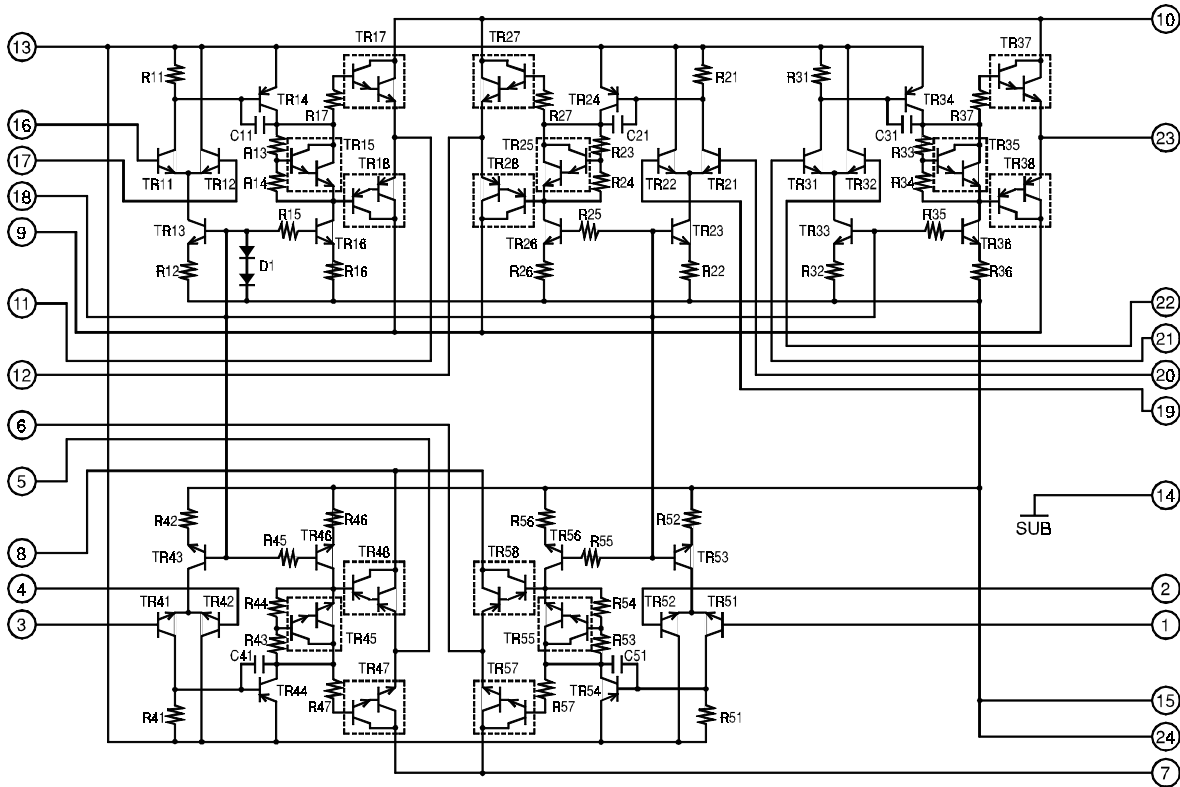 10
TR17
TR27
TR37
13
R11
TR14
R17
R27
TR24
R21
R31
TR34
R37
16
C11
R13
TR15
TR25
R23
C21
C31
R33
TR35
23
17
TR11
TR12
R14
TR18
TR28
R24
TR22
TR21
TR31
TR32
R34
TR38
18
9
TR13
R15
TR16
R25
TR26
TR23
TR33
R35
TR36
R12
D1
R16
R26
R22
R32
R36
11
22
21
12
20
19
6
5
14
SUB
R42
R46
R56
R52
8
TR43
R45
TR46
TR48
TR58
TR56
R55
TR53
4
2
3
TR41
TR42
R44
R54
TR52
TR51
1
R43
TR45
TR55
R53
C41
TR47
TR57
C51
TR44
R47
R57
TR54
R41
R51
15
24
7